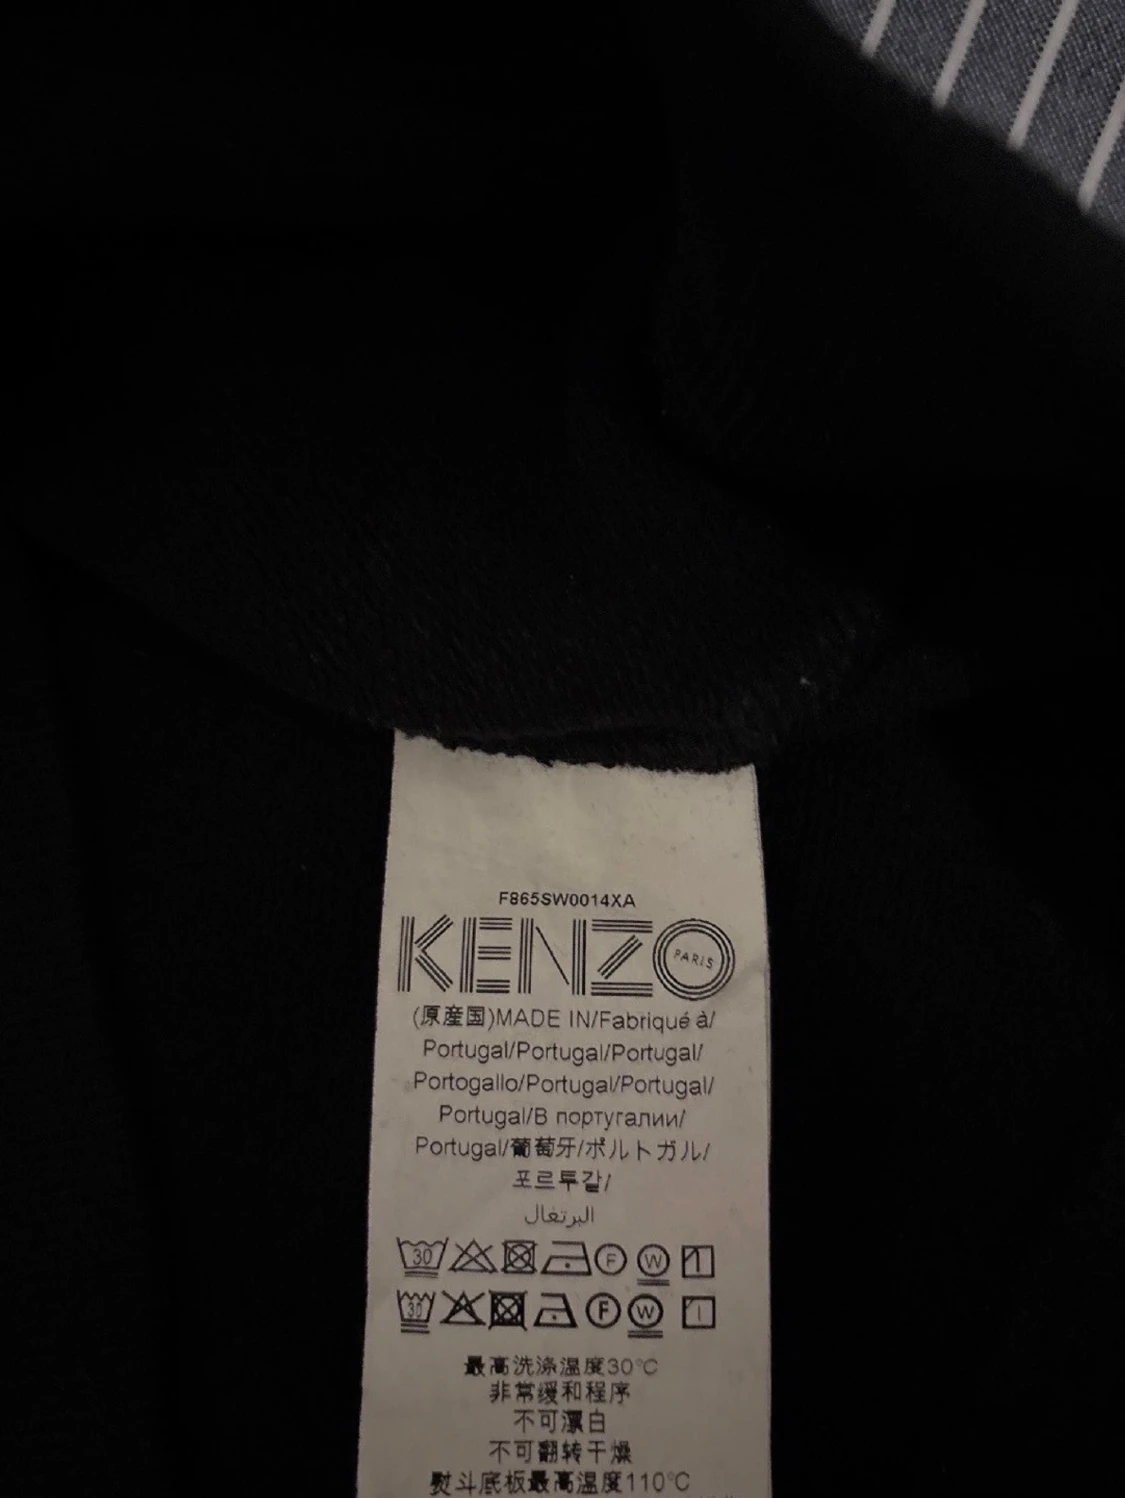 F865SW0014XA
KENZO PARIS
(原産国)MADE IN/Fabriqué à/
Portugal/Portugal/Portugal/
Portogallo/Portugal/Portugal/
Portugal/В португалии/
Portugal/葡萄牙/ポルトガル/
포르투갈/
البرتغال
30 F W
30 F W
最高洗涤温度30°C
非常缓和程序
不可漂白
不可翻转干燥
熨斗底板最高温度110°C